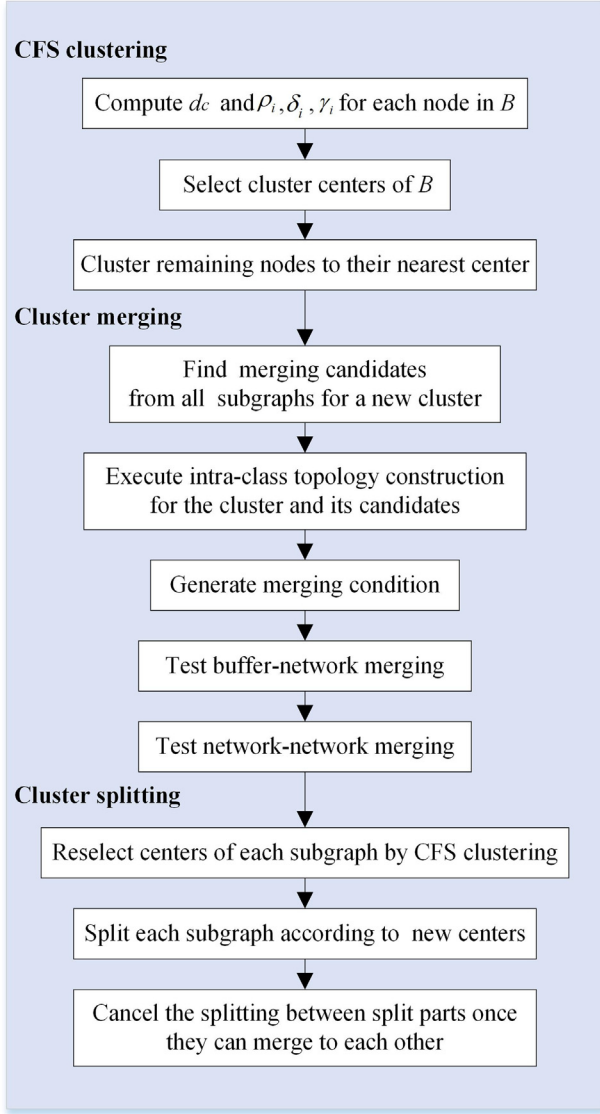 CFS clustering
Compute dc and ρi, δi, γi for each node in B
Select cluster centers of B
Cluster remaining nodes to their nearest center
Cluster merging
Find merging candidates
from all subgraphs for a new cluster
Execute intra-class topology construction
for the cluster and its candidates
Generate merging condition
Test buffer-network merging
Test network-network merging
Cluster splitting
Reselect centers of each subgraph by CFS clustering
Split each subgraph according to new centers
Cancel the splitting between split parts once
they can merge to each other